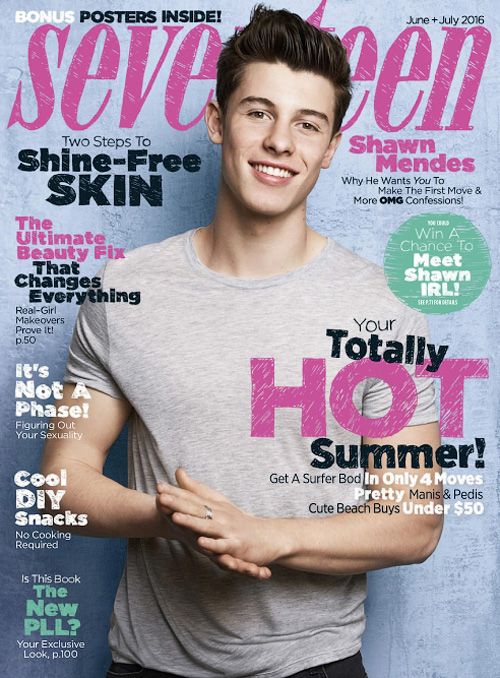 BONUS POSTERS INSIDE!
June + July 2016
seventeen
Two Steps To
Shine-Free
SKIN
Shawn
Mendes
Why He Wants You To
Make The First Move &
More OMG Confessions!
YOU COULD
Win A
Chance To
Meet
Shawn
IRL!
SEE P.71 FOR DETAILS
The
Ultimate
Beauty Fix
That
Changes
Everything
Real-Girl
Makeovers
Prove It!
p.50
Your
Totally
HOT
Summer!
Get A Surfer Bod In Only 4 Moves
Pretty Manis & Pedis
Cute Beach Buys Under $50
It's
Not A
Phase!
Figuring Out
Your Sexuality
Cool
DIY
Snacks
No Cooking
Required
Is This Book
The
New
PLL?
Your Exclusive
Look, p.100